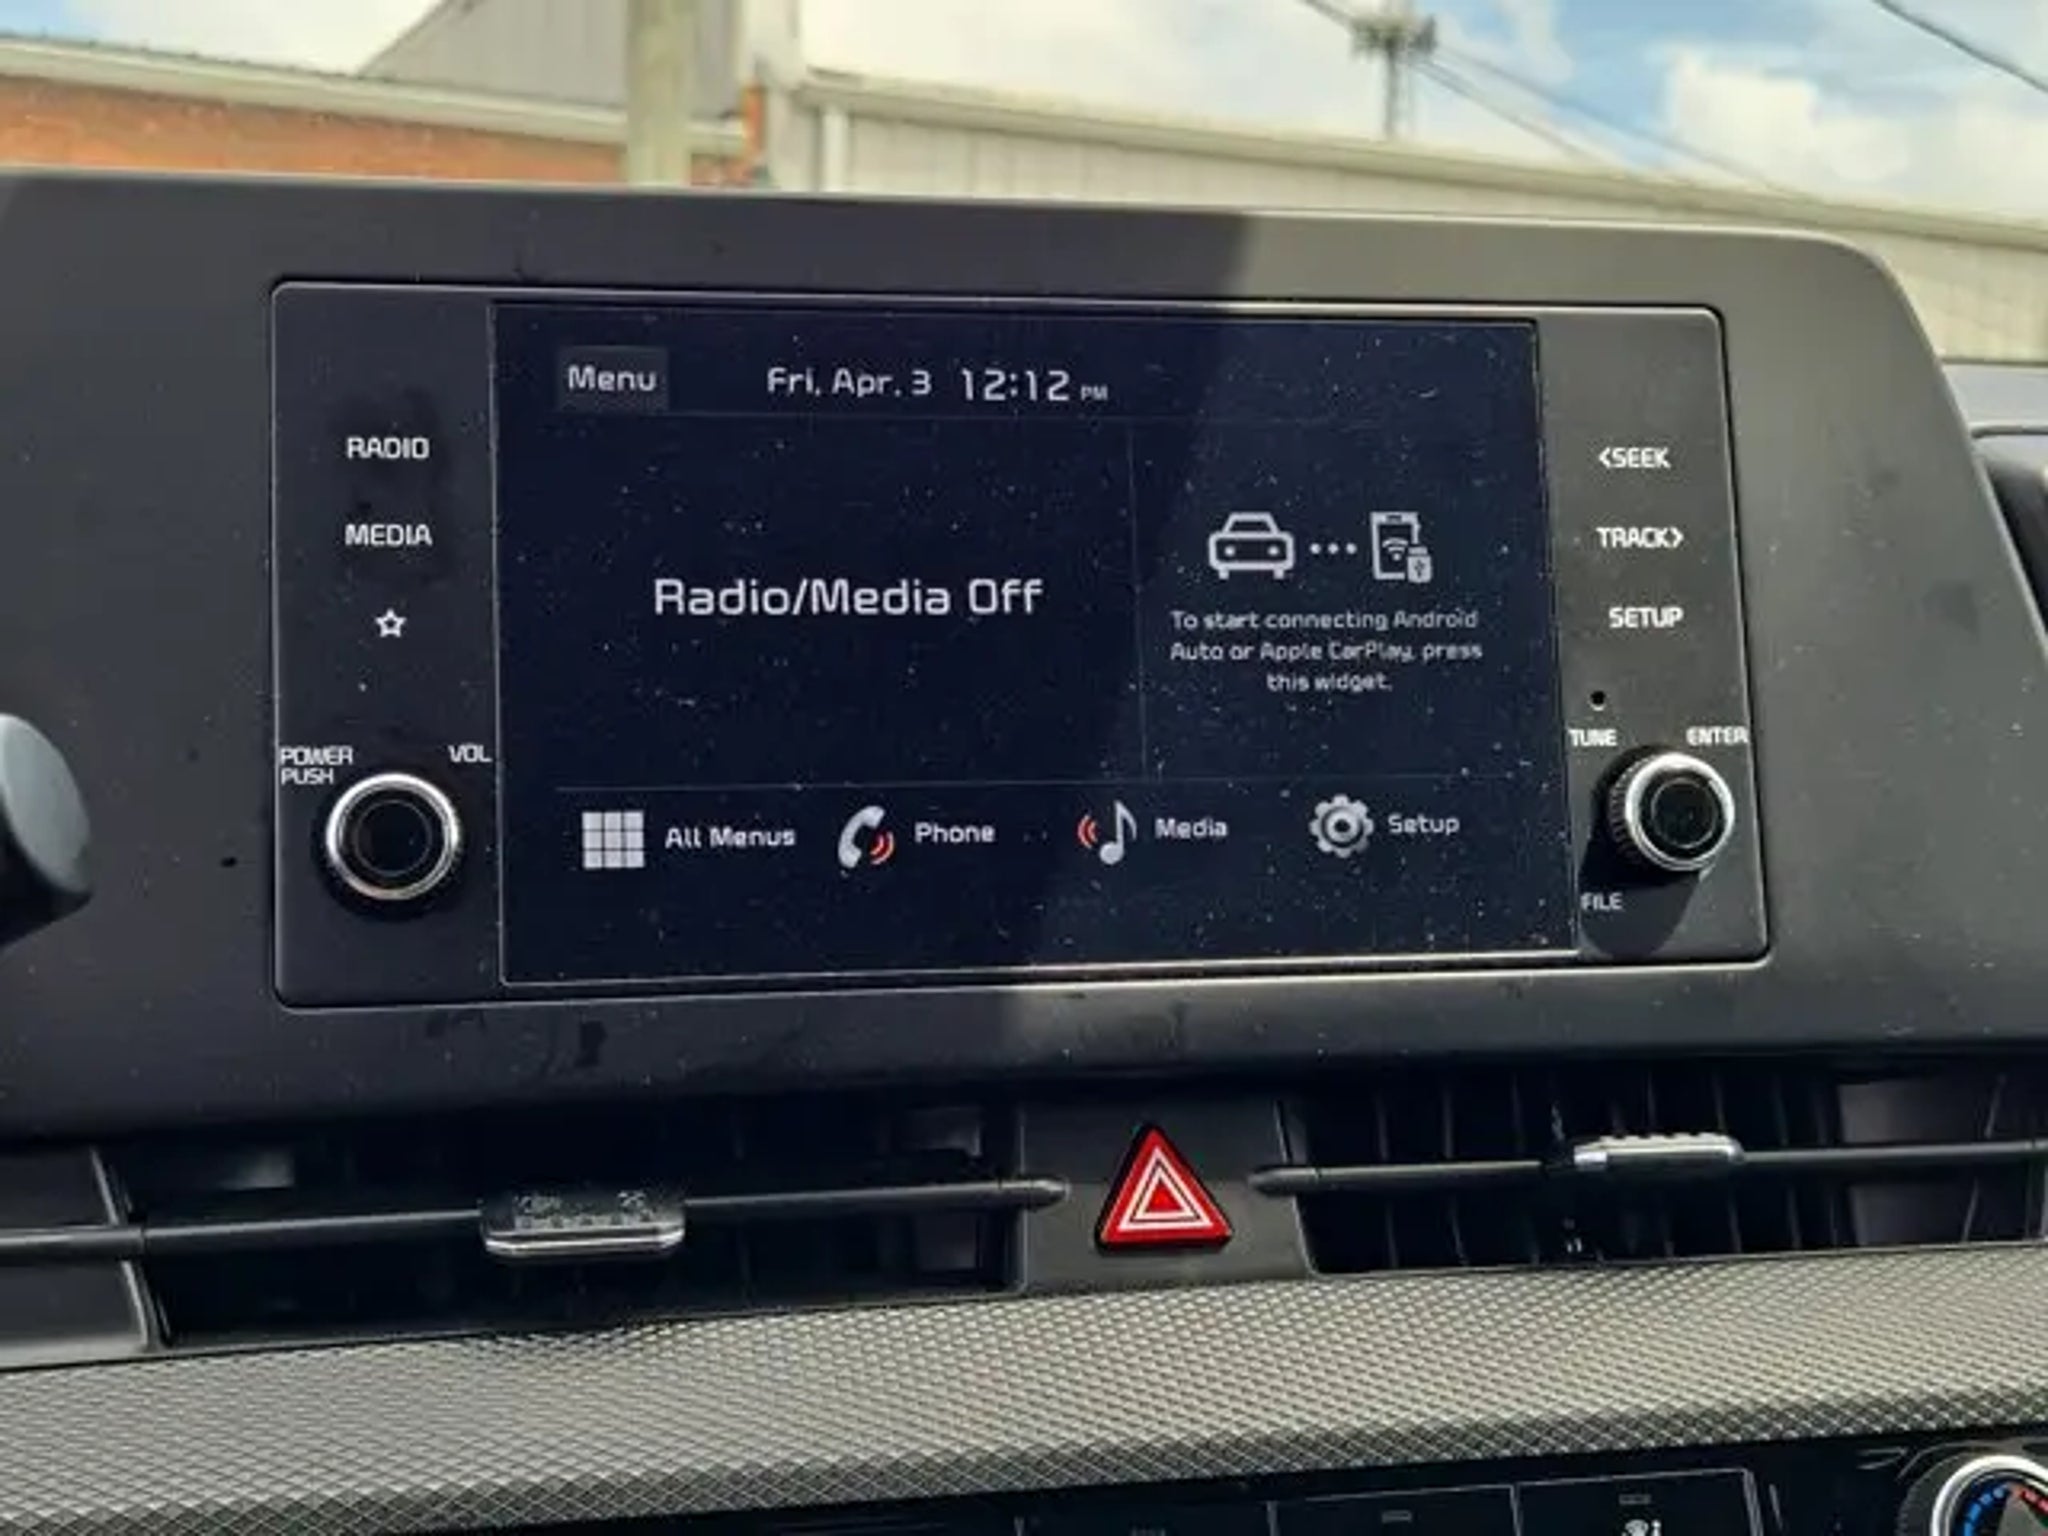 Menu
Fri, Apr. 3 12:12 PM
RADIO
MEDIA
POWER
PUSH
VOL
Radio/Media Off
To start connecting Android
Auto or Apple CarPlay, press
this widget.
All Menus
Phone
Media
Setup
<SEEK
TRACK>
SETUP
TUNE
ENTER
FILE